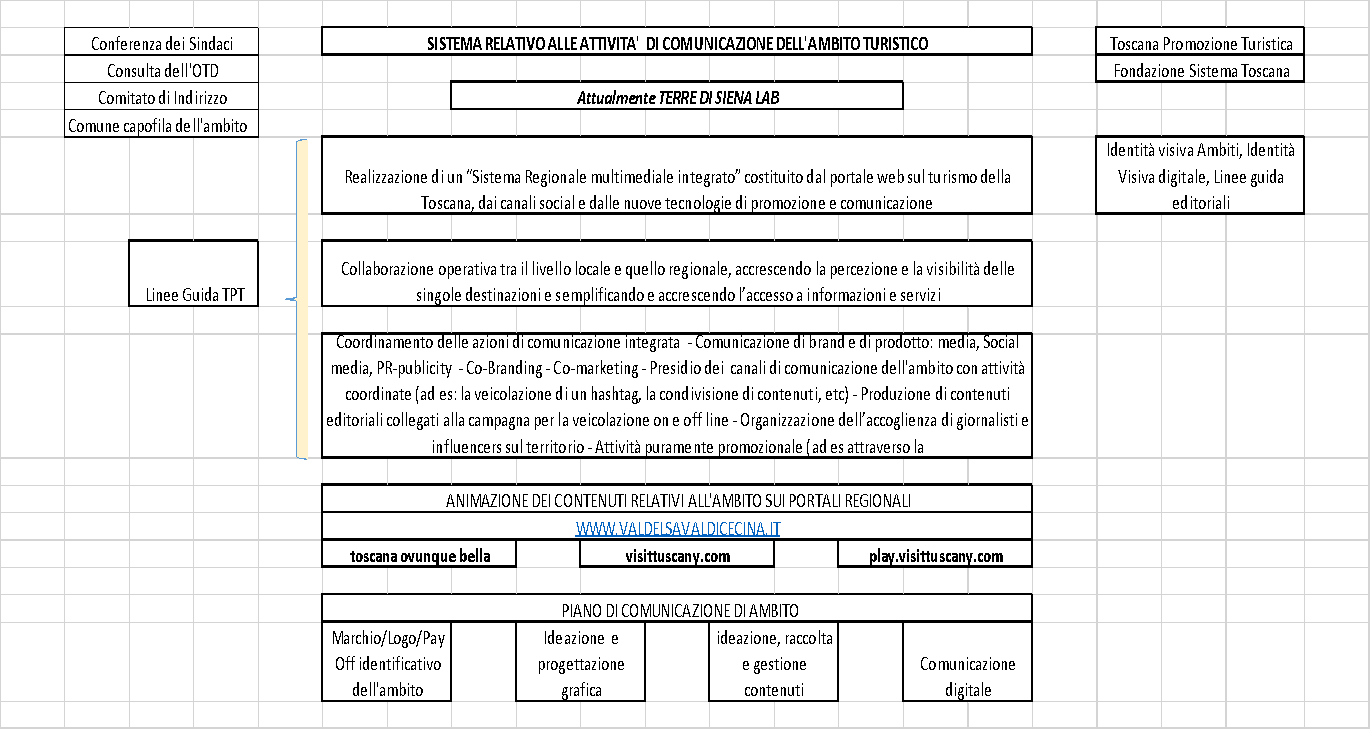 Conferenza dei Sindaci
Consulta dell'OTD
Comitato di Indirizzo
Comune capofila dell'ambito
SISTEMA RELATIVO ALLE ATTIVITA' DI COMUNICAZIONE DELL'AMBITO TURISTICO
Attualmente TERRE DI SIENA LAB
Toscana Promozione Turistica
Fondazione Sistema Toscana
Realizzazione di un “Sistema Regionale multimediale integrato” costituito dal portale web sul turismo della
Toscana, dai canali social e dalle nuove tecnologie di promozione e comunicazione
Identità visiva Ambiti, Identità
Visiva digitale, Linee guida
editoriali
Linee Guida TPT
Collaborazione operativa tra il livello locale e quello regionale, accrescendo la percezione e la visibilità delle
singole destinazioni e semplificando e accrescendo l’accesso a informazioni e servizi
Coordinamento delle azioni di comunicazione integrata - Comunicazione di brand e di prodotto: media, Social
media, PR-publicity - Co-Branding - Co-marketing - Presidio dei canali di comunicazione dell'ambito con attività
coordinate (ad es: la veicolazione di un hashtag, la condivisione di contenuti, etc) - Produzione di contenuti
editoriali collegati alla campagna per la veicolazione on e off line - Organizzazione dell’accoglienza di giornalisti e
influencers sul territorio - Attività puramente promozionale ( ad es attraverso la
ANIMAZIONE DEI CONTENUTI RELATIVI ALL'AMBITO SUI PORTALI REGIONALI
WWW.VALDELSAVALDICECINA.IT
toscana ovunque bella
visittuscany.com
play.visittuscany.com
PIANO DI COMUNICAZIONE DI AMBITO
Marchio/Logo/Pay
Off identificativo
dell'ambito
Ideazione e
progettazione
grafica
ideazione, raccolta
e gestione
contenuti
Comunicazione
digitale